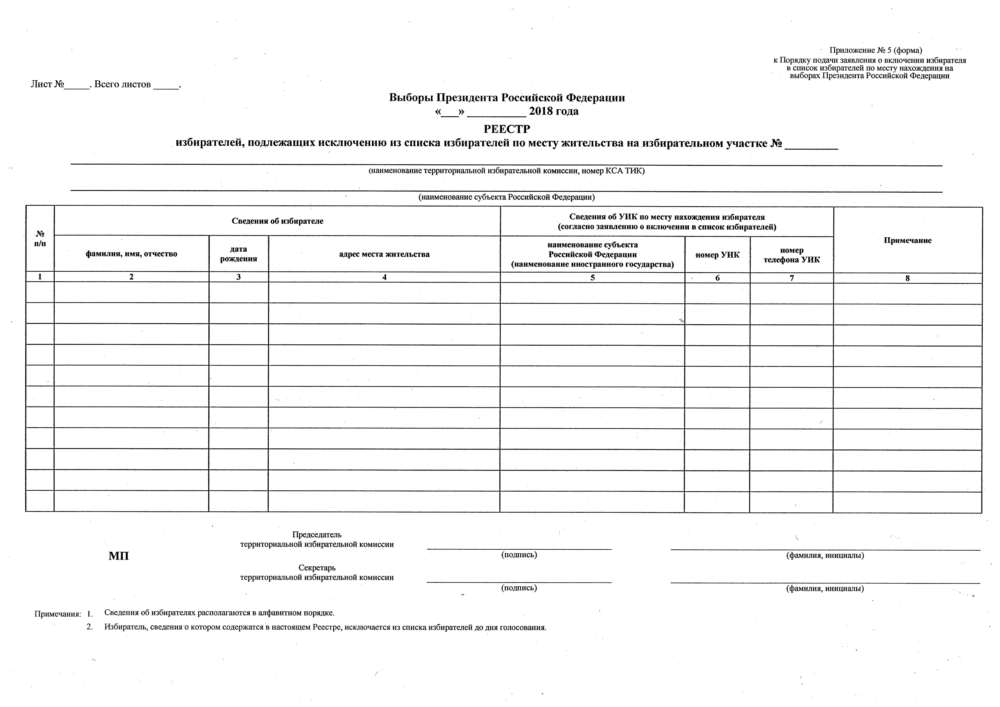 Приложение № 5 (форма)
к Порядку подачи заявления о включении избирателя
в список избирателей по месту нахождения на
выборах Президента Российской Федерации
Лист №_____. Всего листов _____.
Выборы Президента Российской Федерации
«___» __________ 2018 года
РЕЕСТР
избирателей, подлежащих исключению из списка избирателей по месту жительства на избирательном участке № _________
(наименование территориальной избирательной комиссии, номер КСА ТИК)
(наименование субъекта Российской Федерации)
№
п/п
Сведения об избирателе
Сведения об УИК по месту нахождения избирателя
(согласно заявлению о включении в список избирателей)
Примечание
фамилия, имя, отчество
дата
рождения
адрес места жительства
наименование субъекта
Российской Федерации
(наименование иностранного государства)
номер УИК
номер
телефона УИК
1 2 3 4 5 6 7 8
Председатель
территориальной избирательной комиссии
(подпись)
(фамилия, инициалы)
МП
Секретарь
территориальной избирательной комиссии
(подпись)
(фамилия, инициалы)
Примечания: 1. Сведения об избирателях располагаются в алфавитном порядке.
2. Избиратель, сведения о котором содержатся в настоящем Реестре, исключается из списка избирателей до дня голосования.